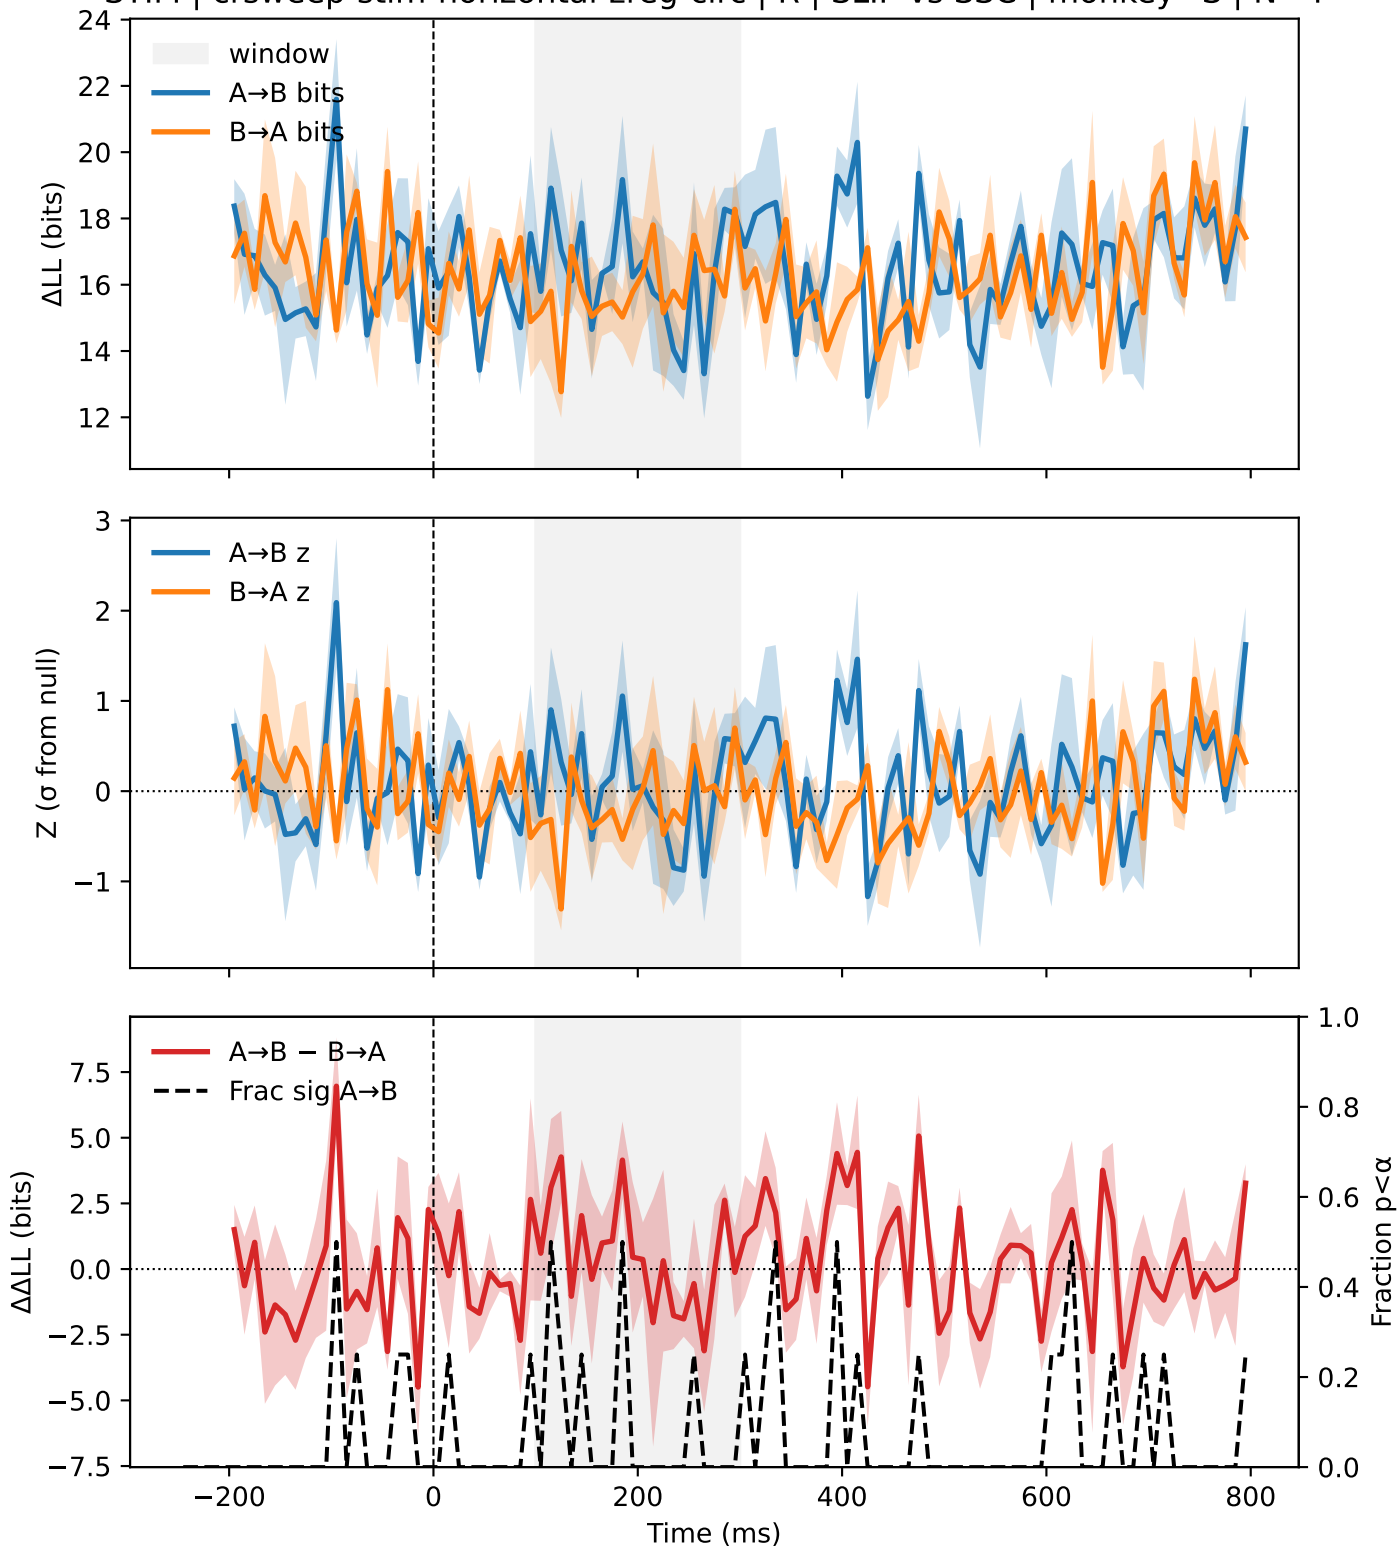 24
22
20
18
16
14
12
ΔLL (bits)
window
A→B bits
B→A bits
3
2
1
0
−1
Z (σ from null)
A→B z
B→A z
7.5
5.0
2.5
0.0
−2.5
−5.0
−7.5
ΔΔLL (bits)
A→B − B→A
Frac sig A→B
1.0
0.8
0.6
0.4
0.2
0.0
Fraction p<α
−200 0 200 400 600 800
Time (ms)